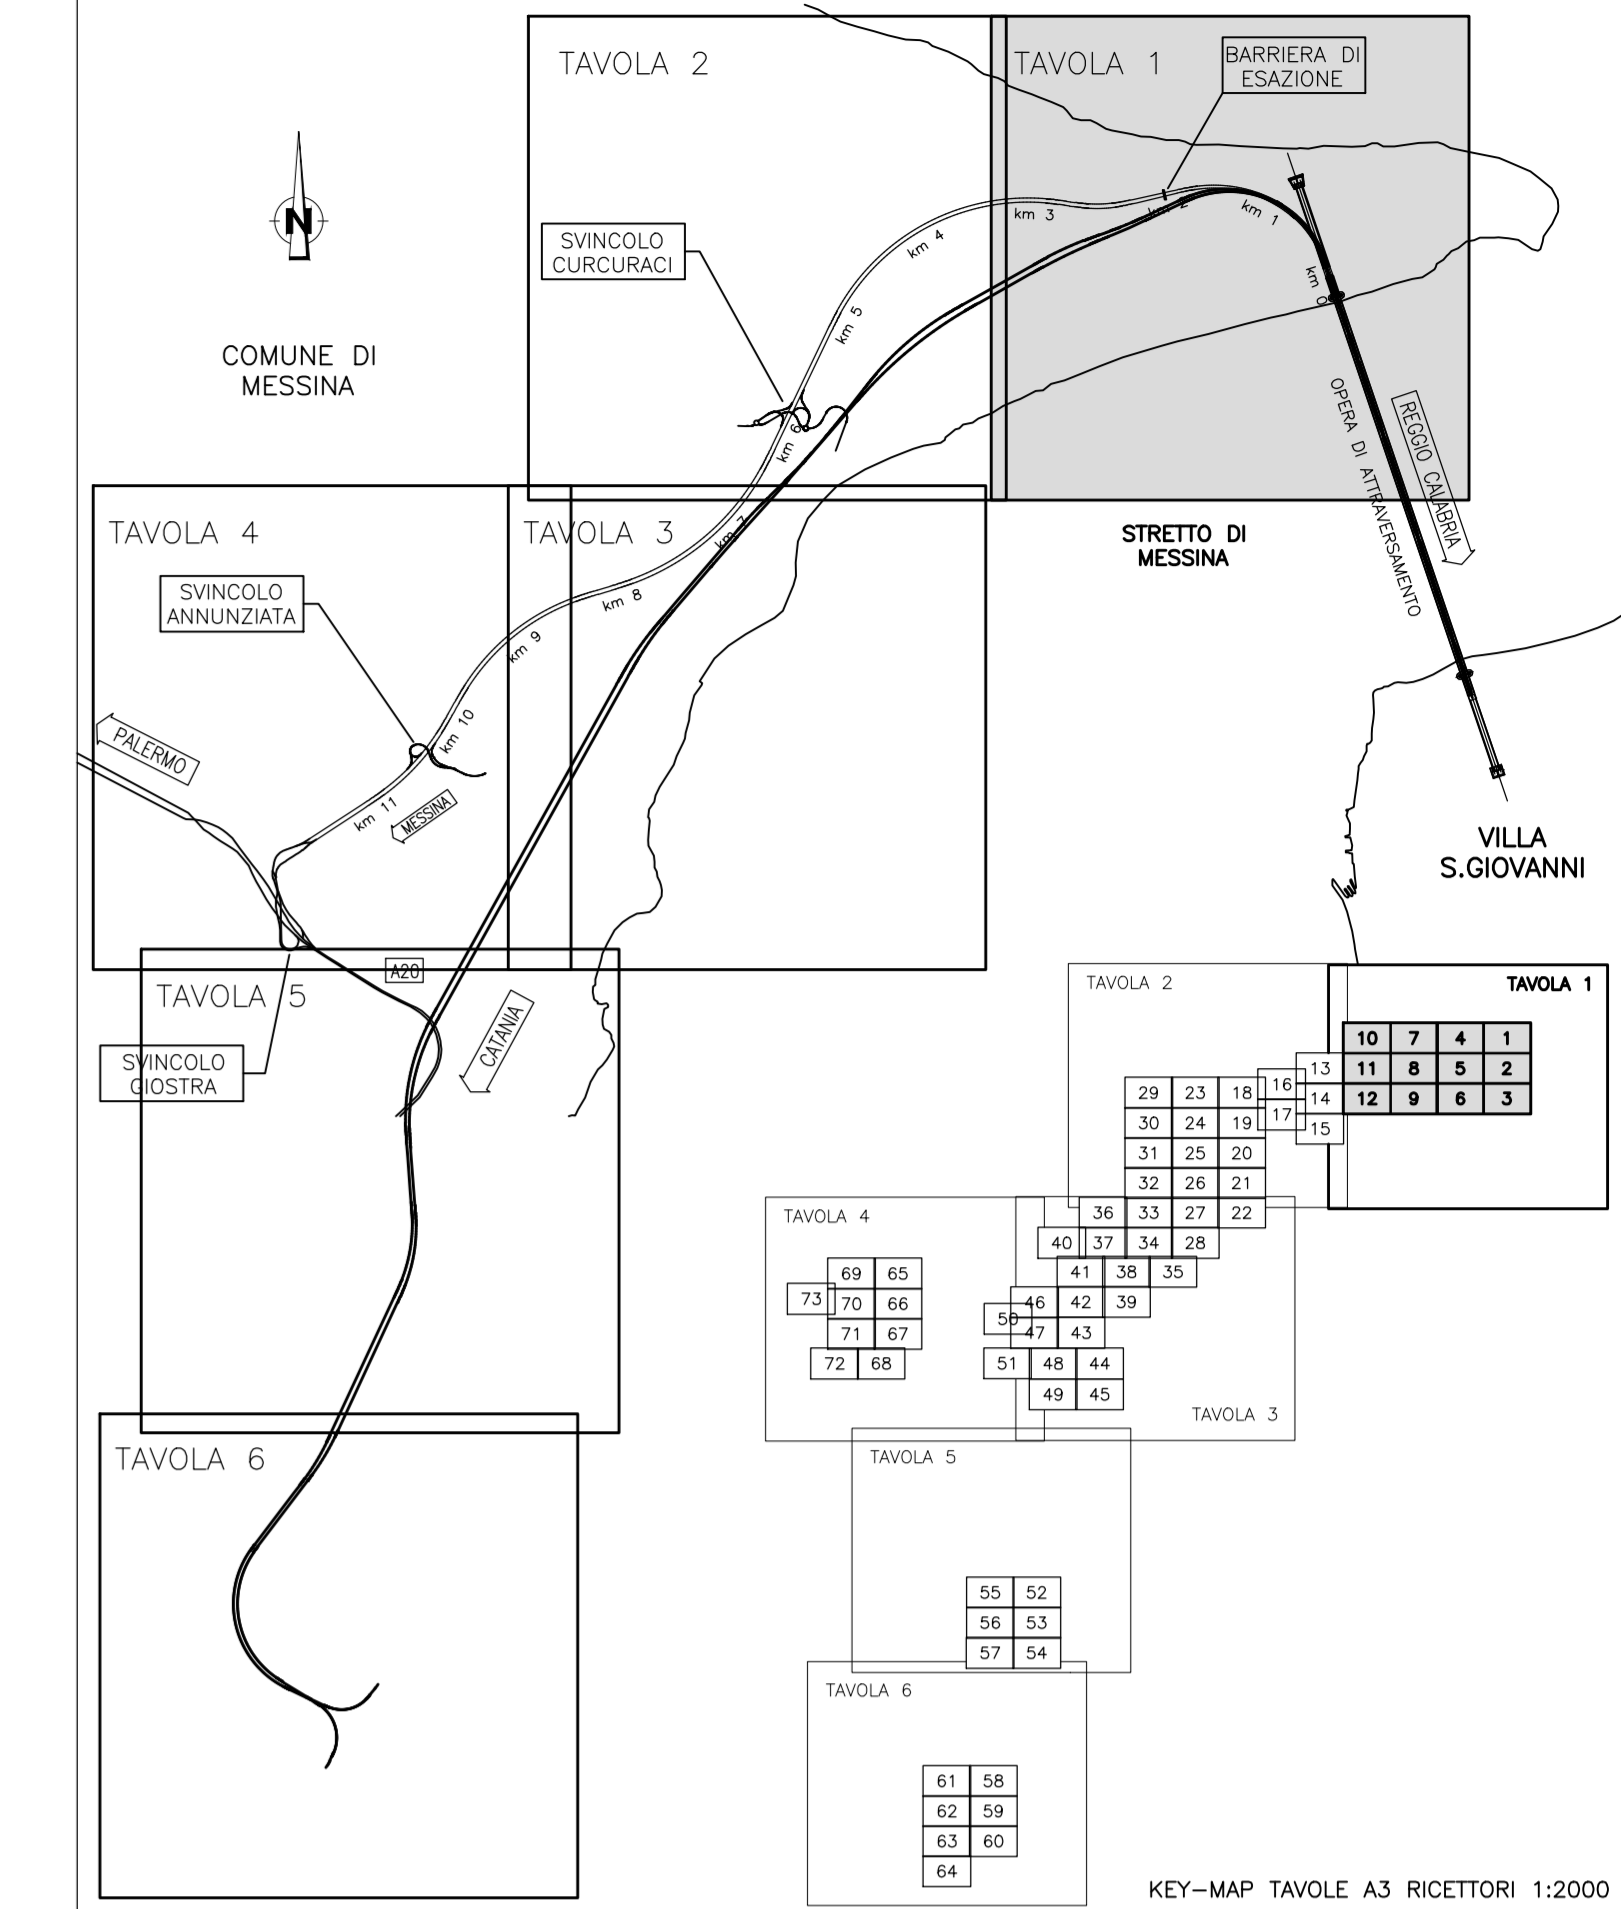 TAVOLA 2
TAVOLA 1
BARRIERA DI
ESAZIONE
N
SVINCOLO
CURCURACI
COMUNE DI
MESSINA
km 0
km 1
km 2
km 3
km 4
km 5
km 6
km 7
km 8
km 9
km 10
km 11
OPERA DI ATTRAVERSAMENTO
REGGIO CALABRIA
STRETTO DI
MESSINA
TAVOLA 4
TAVOLA 3
SVINCOLO
ANNUNZIATA
PALERMO
MESSINA
VILLA
S.GIOVANNI
A20
TAVOLA 5
CATANIA
SVINCOLO
GIOSTRA
TAVOLA 6
TAVOLA 2
TAVOLA 1
10 7 4 1
11 8 5 2
12 9 6 3
13
14
15
16
17
29 23 18
30 24 19
31 25 20
32 26 21
36 33 27 22
40 37 34 28
41 38 35
46 42 39
50 47 43
51 48 44
49 45
TAVOLA 3
TAVOLA 4
69 65
73 70 66
71 67
72 68
TAVOLA 5
55 52
56 53
57 54
TAVOLA 6
61 58
62 59
63 60
64
KEY-MAP TAVOLE A3 RICETTORI 1:2000